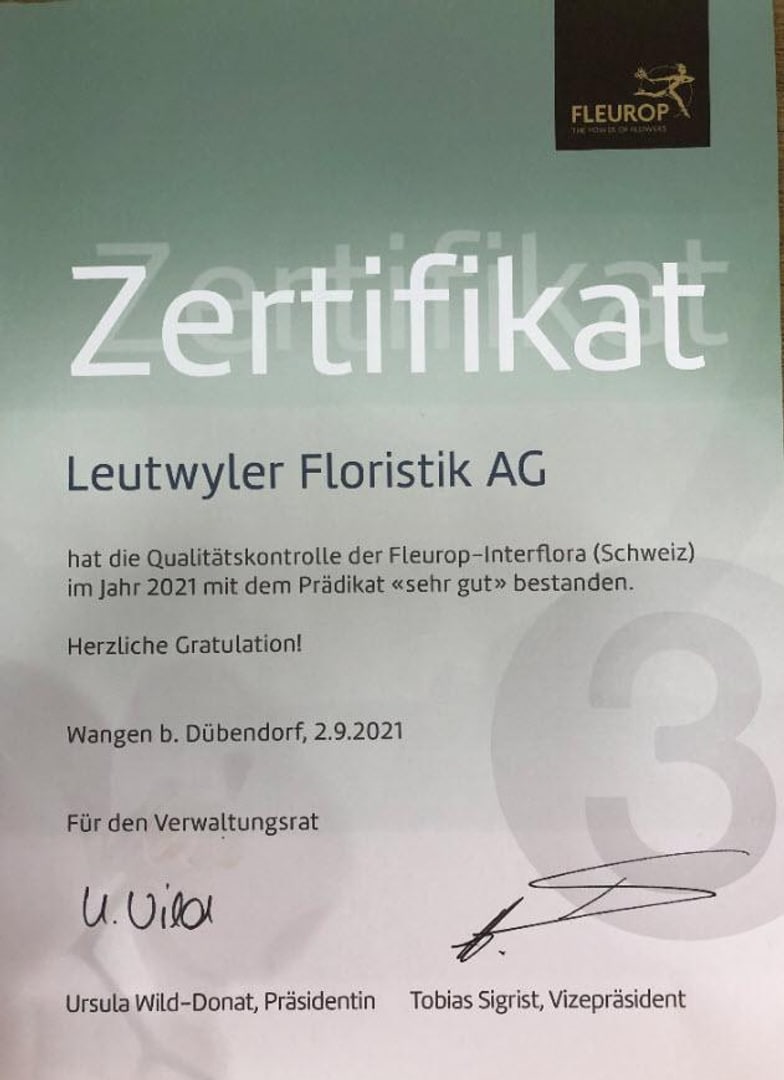 FLEUROP
THE POWER OF FLOWERS
Zertifikat
Leutwyler Floristik AG
hat die Qualitätskontrolle der Fleurop-Interflora (Schweiz)
im Jahr 2021 mit dem Prädikat «sehr gut» bestanden.
Herzliche Gratulation!
Wangen b. Dübendorf, 2.9.2021
3
Für den Verwaltungsrat
U. Wild
Ursula Wild-Donat, Präsidentin Tobias Sigrist, Vizepräsident